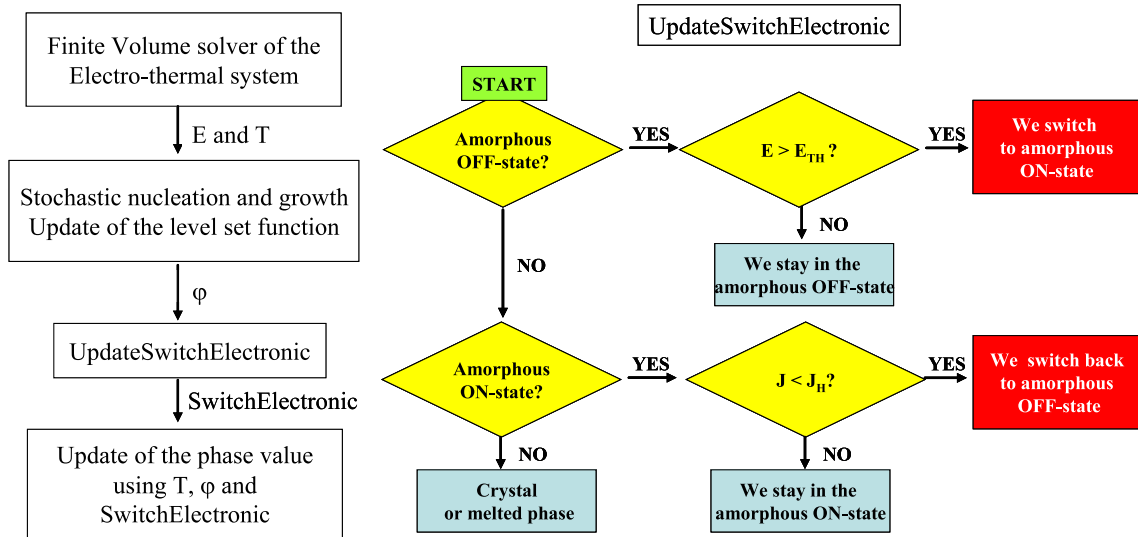 Finite Volume solver of the
Electro-thermal system
E and T
Stochastic nucleation and growth
Update of the level set function
φ
UpdateSwitchElectronic
SwitchElectronic
Update of the phase value
using T, φ and
SwitchElectronic
UpdateSwitchElectronic
START
Amorphous
OFF-state?
YES
E > E_TH ?
YES
We switch
to amorphous
ON-state
NO
We stay in the
amorphous OFF-state
NO
Amorphous
ON-state?
YES
J < J_H?
YES
We switch back
to amorphous
OFF-state
NO
Crystal
or melted phase
NO
We stay in the
amorphous ON-state